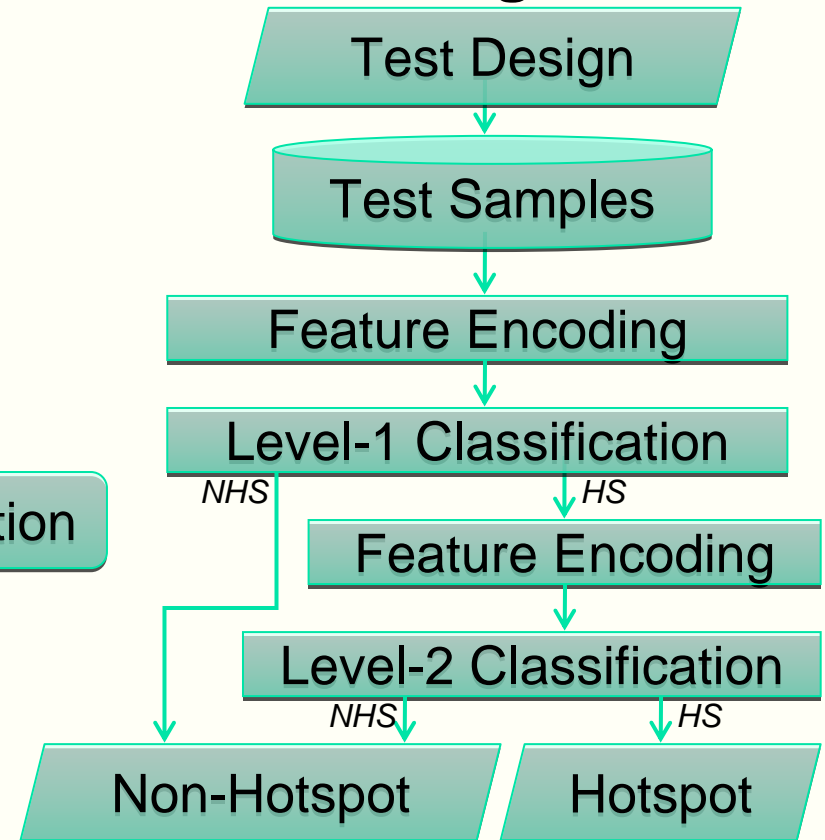 Test Design
Test Samples
Feature Encoding
Level-1 Classification
NHS
HS
Feature Encoding
Level-2 Classification
NHS
HS
Non-Hotspot
Hotspot